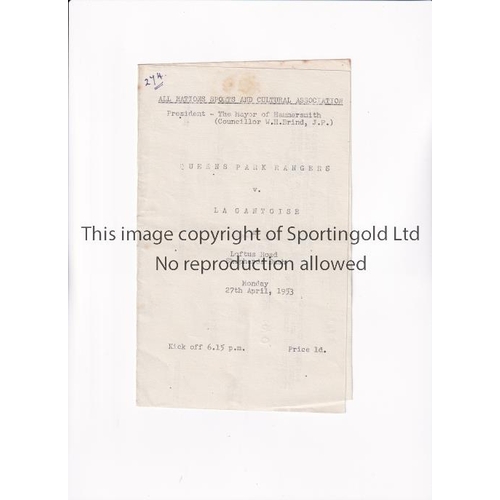 274.
ALL NATIONS SPORTS AND CULTURAL ASSOCIATION
President - The Mayor of Hammersmith
(Councillor W.H.Brind, J.P.)
QUEENS PARK RANGERS
v.
LA GANTOISE
This image copyright of Sportingold Ltd
Loftus Road
No reproduction allowed
Monday
27th April, 1953
Kick off 6.15 p.m. Price 1d.